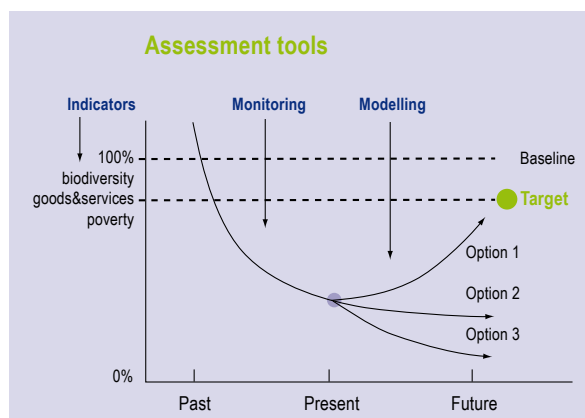 Assessment tools
Indicators
Monitoring
Modelling
100%
Baseline
biodiversity
goods&services
Target
poverty
Option 1
Option 2
Option 3
0%
Past
Present
Future